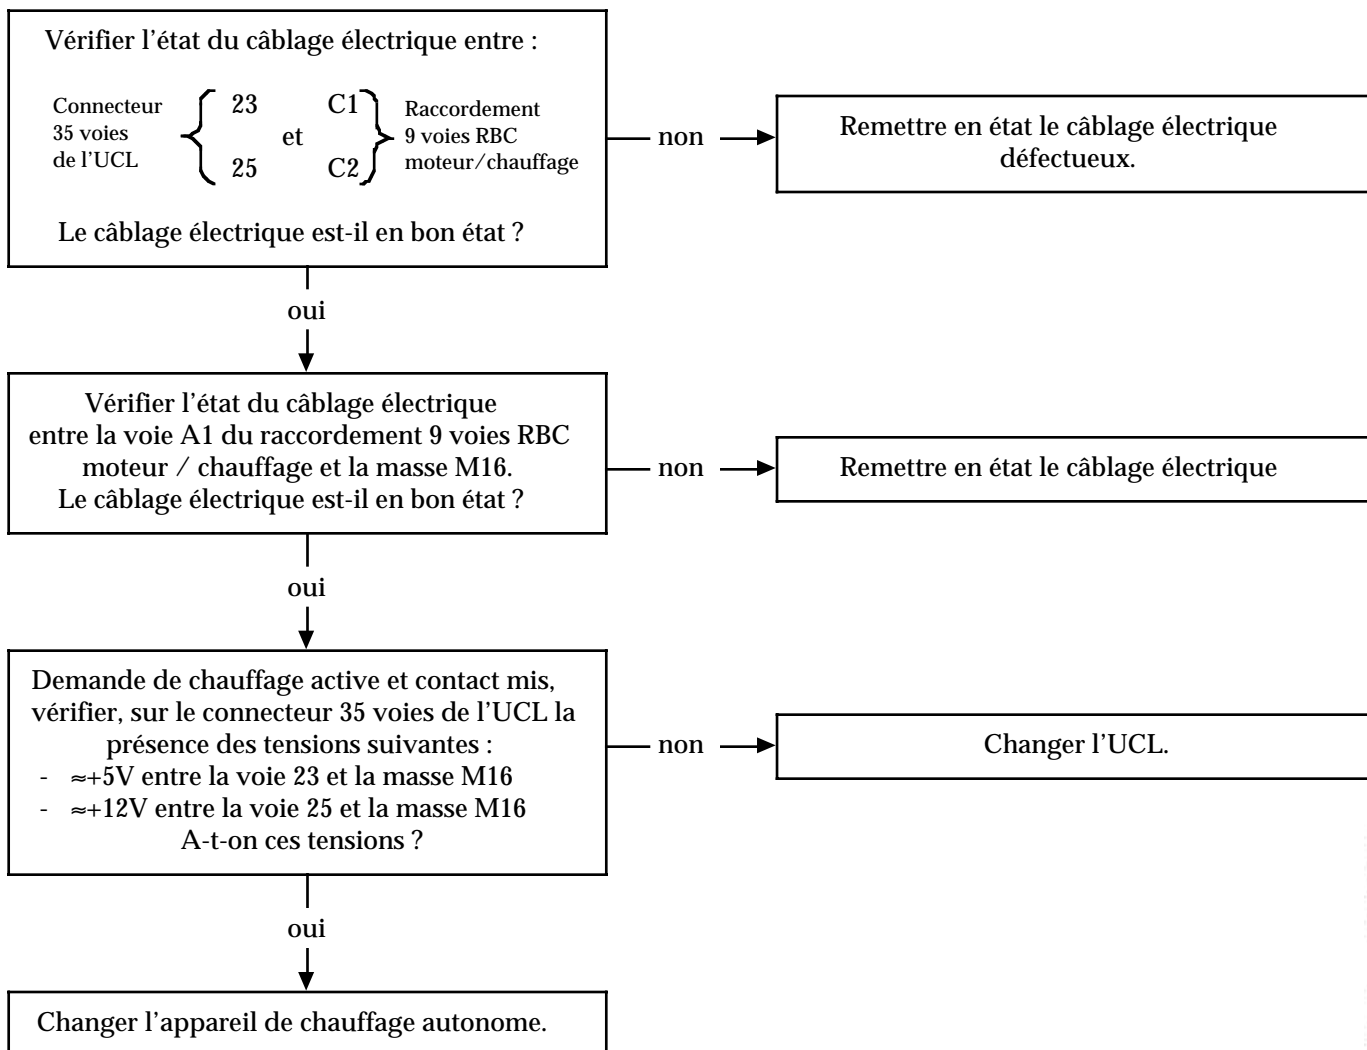 Vérifier l'état du câblage électrique entre :
Connecteur
35 voies
de l'UCL
23
et
25
C1
C2
Raccordement
9 voies RBC
moteur/chauffage
Le câblage électrique est-il en bon état ?
non
Remettre en état le câblage électrique
défectueux.
oui
Vérifier l'état du câblage électrique
entre la voie A1 du raccordement 9 voies RBC
moteur / chauffage et la masse M16.
Le câblage électrique est-il en bon état ?
non
Remettre en état le câblage électrique
oui
Demande de chauffage active et contact mis,
vérifier, sur le connecteur 35 voies de l'UCL la
présence des tensions suivantes :
- ≈+5V entre la voie 23 et la masse M16
- ≈+12V entre la voie 25 et la masse M16
A-t-on ces tensions ?
non
Changer l'UCL.
oui
Changer l'appareil de chauffage autonome.